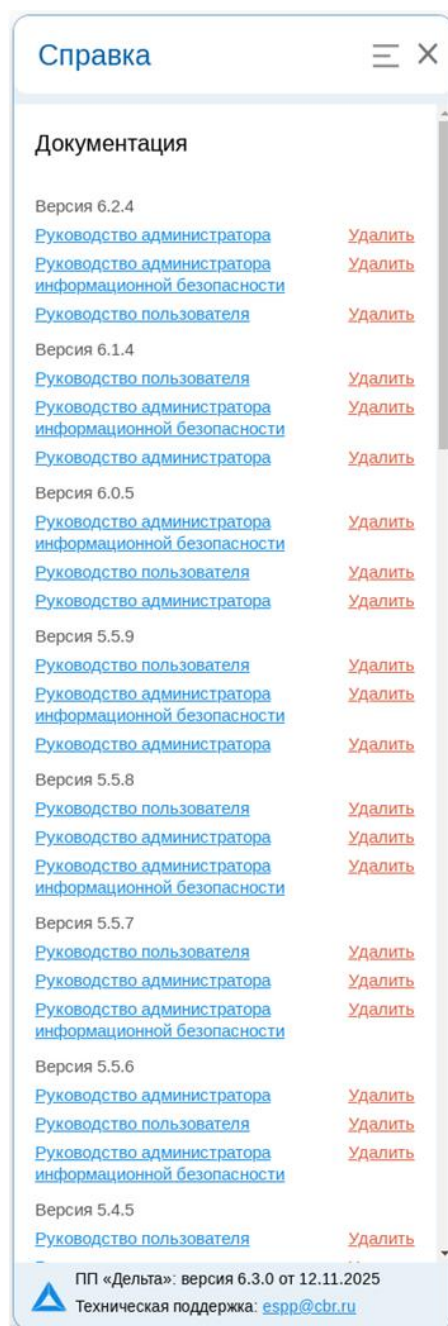 Справка
Документация
Версия 6.2.4
Руководство администратора Удалить
Руководство администратора Удалить
информационной безопасности
Руководство пользователя Удалить
Версия 6.1.4
Руководство пользователя Удалить
Руководство администратора Удалить
информационной безопасности
Руководство администратора Удалить
Версия 6.0.5
Руководство администратора Удалить
информационной безопасности
Руководство пользователя Удалить
Руководство администратора Удалить
Версия 5.5.9
Руководство пользователя Удалить
Руководство администратора Удалить
информационной безопасности
Руководство администратора Удалить
Версия 5.5.8
Руководство пользователя Удалить
Руководство администратора Удалить
Руководство администратора Удалить
информационной безопасности
Версия 5.5.7
Руководство пользователя Удалить
Руководство администратора Удалить
Руководство администратора Удалить
информационной безопасности
Версия 5.5.6
Руководство администратора Удалить
Руководство пользователя Удалить
Руководство администратора Удалить
информационной безопасности
Версия 5.4.5
Руководство пользователя Удалить
ПП «Дельта»: версия 6.3.0 от 12.11.2025
Техническая поддержка: espp@cbr.ru